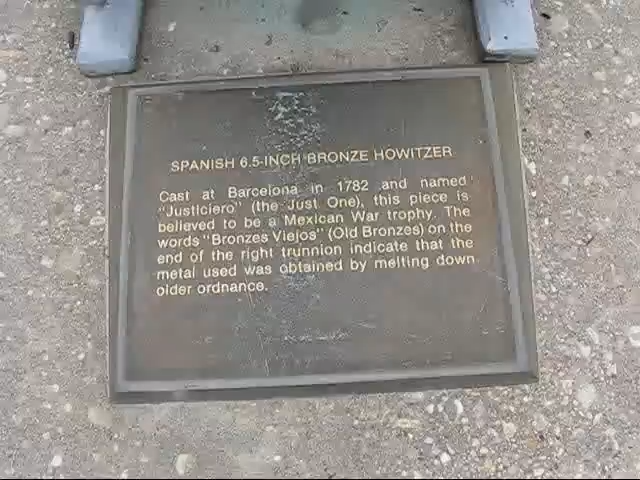 SPANISH 6.5-INCH BRONZE HOWITZER
Cast at Barcelona in 1782 and named
"Justiciero" (the Just One), this piece is
believed to be a Mexican War trophy. The
words "Bronzes Viejos" (Old Bronzes) on the
end of the right trunnion indicate that the
metal used was obtained by melting down
older ordnance.